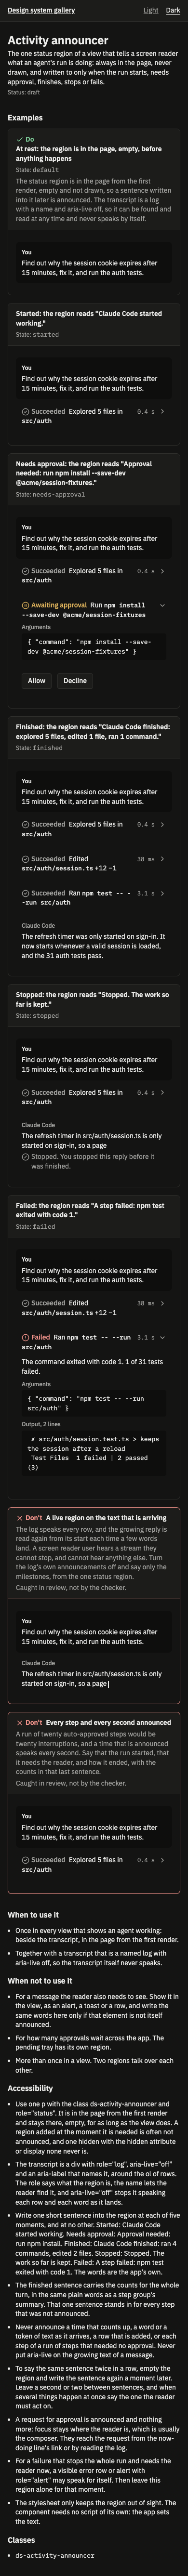 Design system gallery
Light
Dark
Activity announcer
The one status region of a view that tells a screen reader
what an agent's run is doing: always in the page, never
drawn, and written to only when the run starts, needs
approval, finishes, stops or fails.
Status: draft
Examples
Do
At rest: the region is in the page, empty, before
anything happens
State: default
The status region is in the page from the first
render, empty and not drawn, so a sentence written
into it later is announced. The transcript is a log
with a name and aria-live off, so it can be found and
read at any time and never speaks by itself.
You
Find out why the session cookie expires after
15 minutes, fix it, and run the auth tests.
Started: the region reads "Claude Code started
working."
State: started
You
Find out why the session cookie expires after
15 minutes, fix it, and run the auth tests.
Succeeded Explored 5 files in 0.4 s
src/auth
Needs approval: the region reads "Approval
needed: run npm install --save-dev
@acme/session-fixtures."
State: needs-approval
You
Find out why the session cookie expires after
15 minutes, fix it, and run the auth tests.
Succeeded Explored 5 files in 0.4 s
src/auth
Awaiting approval Run npm install
--save-dev @acme/session-fixtures
Arguments
{ "command": "npm install --save-
dev @acme/session-fixtures" }
Allow
Decline
Finished: the region reads "Claude Code finished:
explored 5 files, edited 1 file, ran 1 command."
State: finished
You
Find out why the session cookie expires after
15 minutes, fix it, and run the auth tests.
Succeeded Explored 5 files in 0.4 s
src/auth
Succeeded Edited 38 ms
src/auth/session.ts +12 −1
Succeeded Ran npm test -- - 3.1 s
-run src/auth
Claude Code
The refresh timer was only started on sign-in. It
now starts whenever a valid session is loaded,
and the 31 auth tests pass.
Stopped: the region reads "Stopped. The work so
far is kept."
State: stopped
You
Find out why the session cookie expires after
15 minutes, fix it, and run the auth tests.
Succeeded Explored 5 files in 0.4 s
src/auth
Claude Code
The refresh timer in src/auth/session.ts is only
started on sign-in, so a page
Stopped. You stopped this reply before it
was finished.
Failed: the region reads "A step failed: npm test
exited with code 1."
State: failed
You
Find out why the session cookie expires after
15 minutes, fix it, and run the auth tests.
Succeeded Edited 38 ms
src/auth/session.ts +12 −1
Failed Ran npm test -- --run 3.1 s
src/auth
The command exited with code 1. 1 of 31 tests
failed.
Arguments
{ "command": "npm test -- --run
src/auth" }
Output, 2 lines
✗ src/auth/session.test.ts > keeps
the session after a reload
Test Files 1 failed | 2 passed
(3)
Don't A live region on the text that is arriving
The log speaks every row, and the growing reply is
read again from its start each time a few words
land. A screen reader user hears a stream they
cannot stop, and cannot hear anything else. Turn
the log's own announcements off and say only the
milestones, from the one status region.
Caught in review, not by the checker.
You
Find out why the session cookie expires after
15 minutes, fix it, and run the auth tests.
Claude Code
The refresh timer in src/auth/session.ts is only
started on sign-in, so a page
Don't Every step and every second announced
A run of twenty auto-approved steps would be
twenty interruptions, and a time that is announced
speaks every second. Say that the run started, that
it needs the reader, and how it ended, with the
counts in that last sentence.
Caught in review, not by the checker.
You
Find out why the session cookie expires after
15 minutes, fix it, and run the auth tests.
Succeeded Explored 5 files in 0.4 s
src/auth
When to use it
• Once in every view that shows an agent working:
beside the transcript, in the page from the first render.
• Together with a transcript that is a named log with
aria-live off, so the transcript itself never speaks.
When not to use it
• For a message the reader also needs to see. Show it in
the view, as an alert, a toast or a row, and write the
same words here only if that element is not itself
announced.
• For how many approvals wait across the app. The
pending tray has its own region.
• More than once in a view. Two regions talk over each
other.
Accessibility
• Use one p with the class ds-activity-announcer and
role="status". It is in the page from the first render
and stays there, empty, for as long as the view does. A
region added at the moment it is needed is often not
announced, and one hidden with the hidden attribute
or display none never is.
• The transcript is a div with role="log", aria-live="off"
and an aria-label that names it, around the ol of rows.
The role says what the region is, the name lets the
reader find it, and aria-live="off" stops it speaking
each row and each word as it lands.
• Write one short sentence into the region at each of five
moments, and at no other. Started: Claude Code
started working. Needs approval: Approval needed:
run npm install. Finished: Claude Code finished: ran 4
commands, edited 2 files. Stopped: Stopped. The
work so far is kept. Failed: A step failed: npm test
exited with code 1. The words are the app's own.
• The finished sentence carries the counts for the whole
turn, in the same plain words as a step group's
summary. That one sentence stands in for every step
that was not announced.
• Never announce a time that counts up, a word or a
token of text as it arrives, a row that is added, or each
step of a run of steps that needed no approval. Never
put aria-live on the growing text of a message.
• To say the same sentence twice in a row, empty the
region and write the sentence again a moment later.
Leave a second or two between sentences, and when
several things happen at once say the one the reader
must act on.
• A request for approval is announced and nothing
more: focus stays where the reader is, which is usually
the composer. They reach the request from the now-
doing line's link or by reading the log.
• For a failure that stops the whole run and needs the
reader now, a visible error row or alert with
role="alert" may speak for itself. Then leave this
region alone for that moment.
• The stylesheet only keeps the region out of sight. The
component needs no script of its own: the app sets
the text.
Classes
• ds-activity-announcer